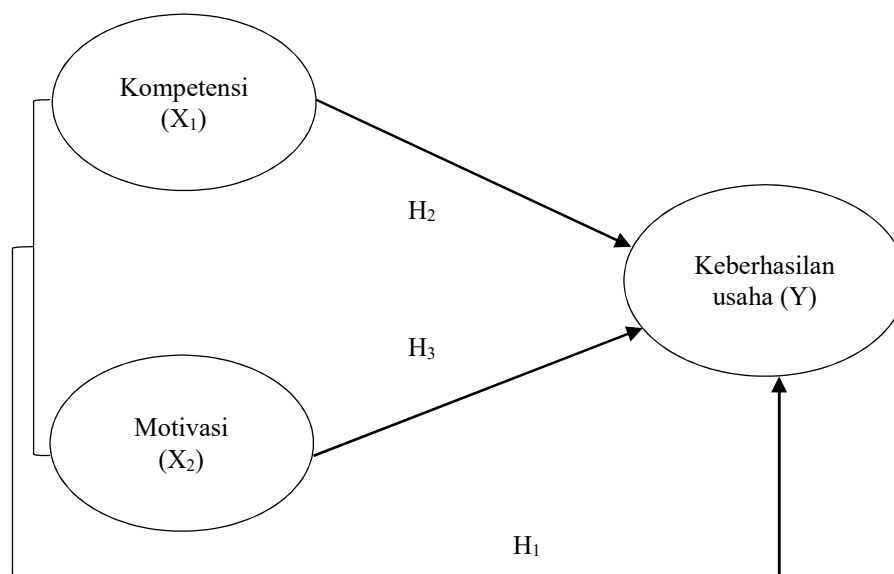 Kompetensi
(X₁)
H₂
Keberhasilan
usaha (Y)
H₃
Motivasi
(X₂)
H₁